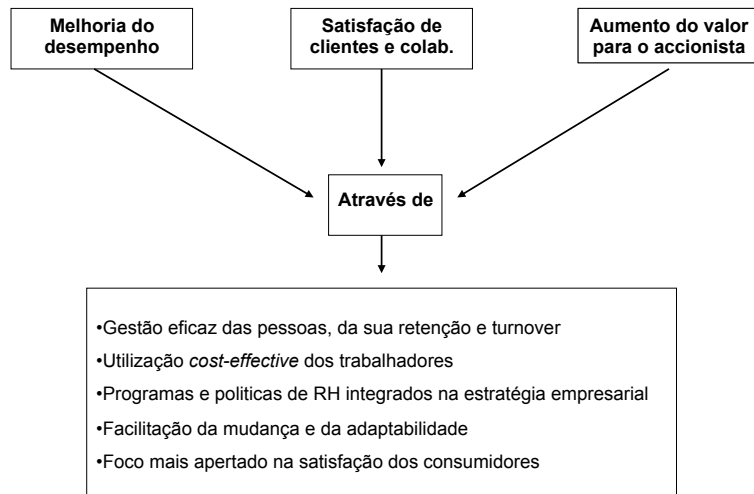 Melhoria do
desempenho
Satisfação de
clientes e colab.
Aumento do valor
para o accionista
Através de
•Gestão eficaz das pessoas, da sua retenção e turnover
•Utilização cost-effective dos trabalhadores
•Programas e politicas de RH integrados na estratégia empresarial
•Facilitação da mudança e da adaptabilidade
•Foco mais apertado na satisfação dos consumidores